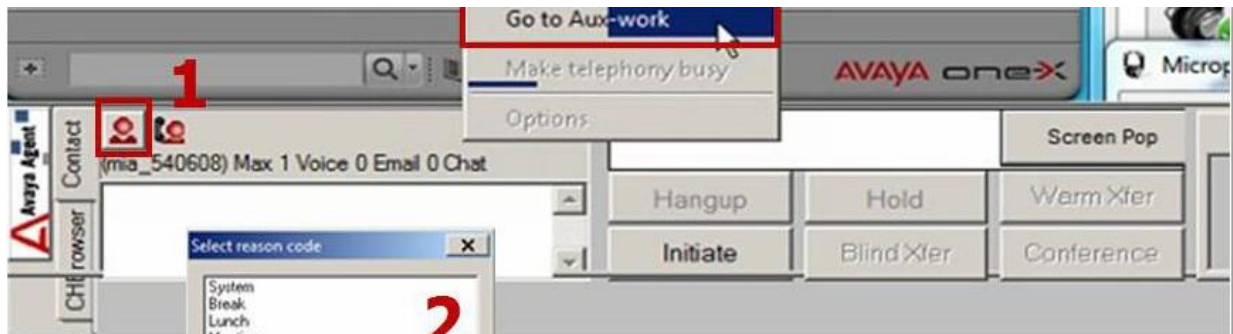 Go to Aux-work
Make telephony busy
Options
AVAYA one-X
Microp
1
Avaya Agent
Contact
(mia_540608) Max 1 Voice 0 Email 0 Chat
Screen Pop
Hangup
Hold
Warm Xfer
Initiate
Blind Xfer
Conference
CHE
rowser
Select reason code
System
Break
Lunch
2